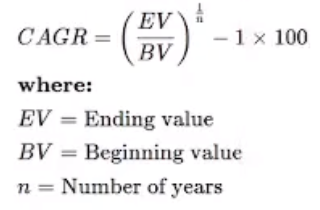 CAGR = (EV/BV)^(1/n) − 1 × 100
where:
EV = Ending value
BV = Beginning value
n = Number of years